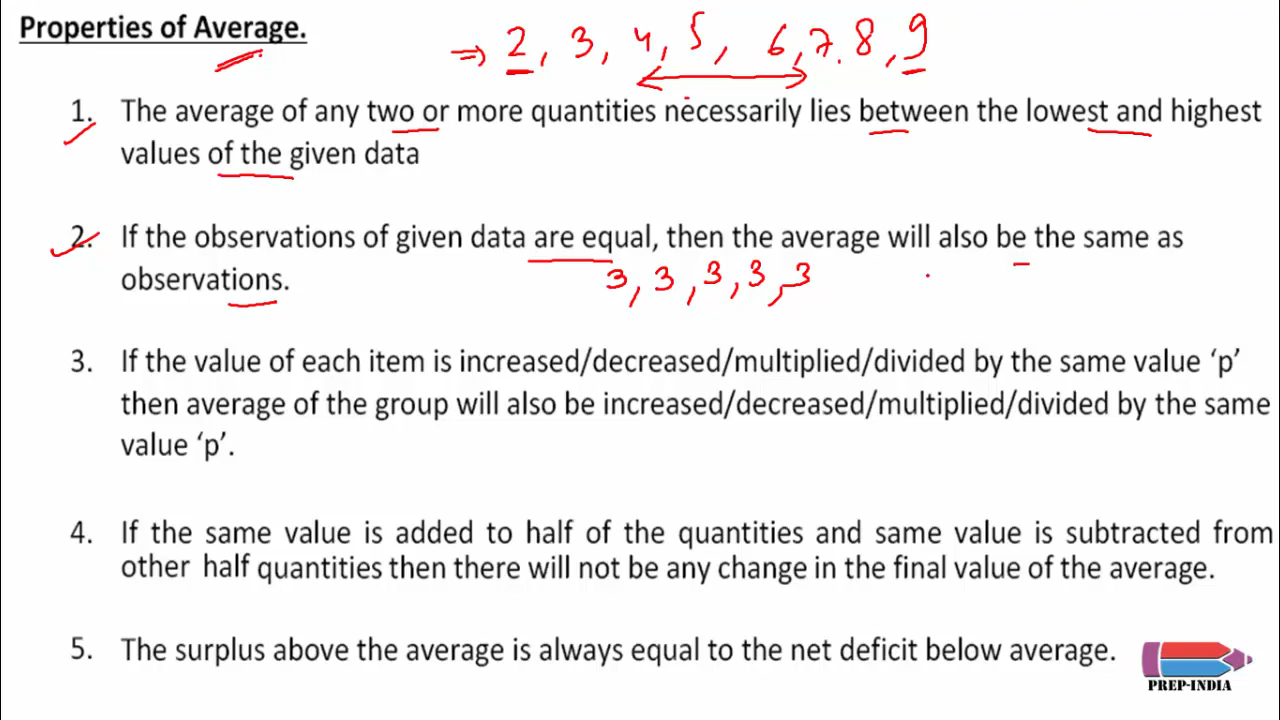 Properties of Average.
⇒ 2, 3, 4, 5, 6, 7, 8, 9
1. The average of any two or more quantities necessarily lies between the lowest and highest
values of the given data
2. If the observations of given data are equal, then the average will also be the same as
observations.
3, 3, 3, 3, 3
3. If the value of each item is increased/decreased/multiplied/divided by the same value ‘p’
then average of the group will also be increased/decreased/multiplied/divided by the same
value ‘p’.
4. If the same value is added to half of the quantities and same value is subtracted from
other half quantities then there will not be any change in the final value of the average.
5. The surplus above the average is always equal to the net deficit below average.
PREP-INDIA